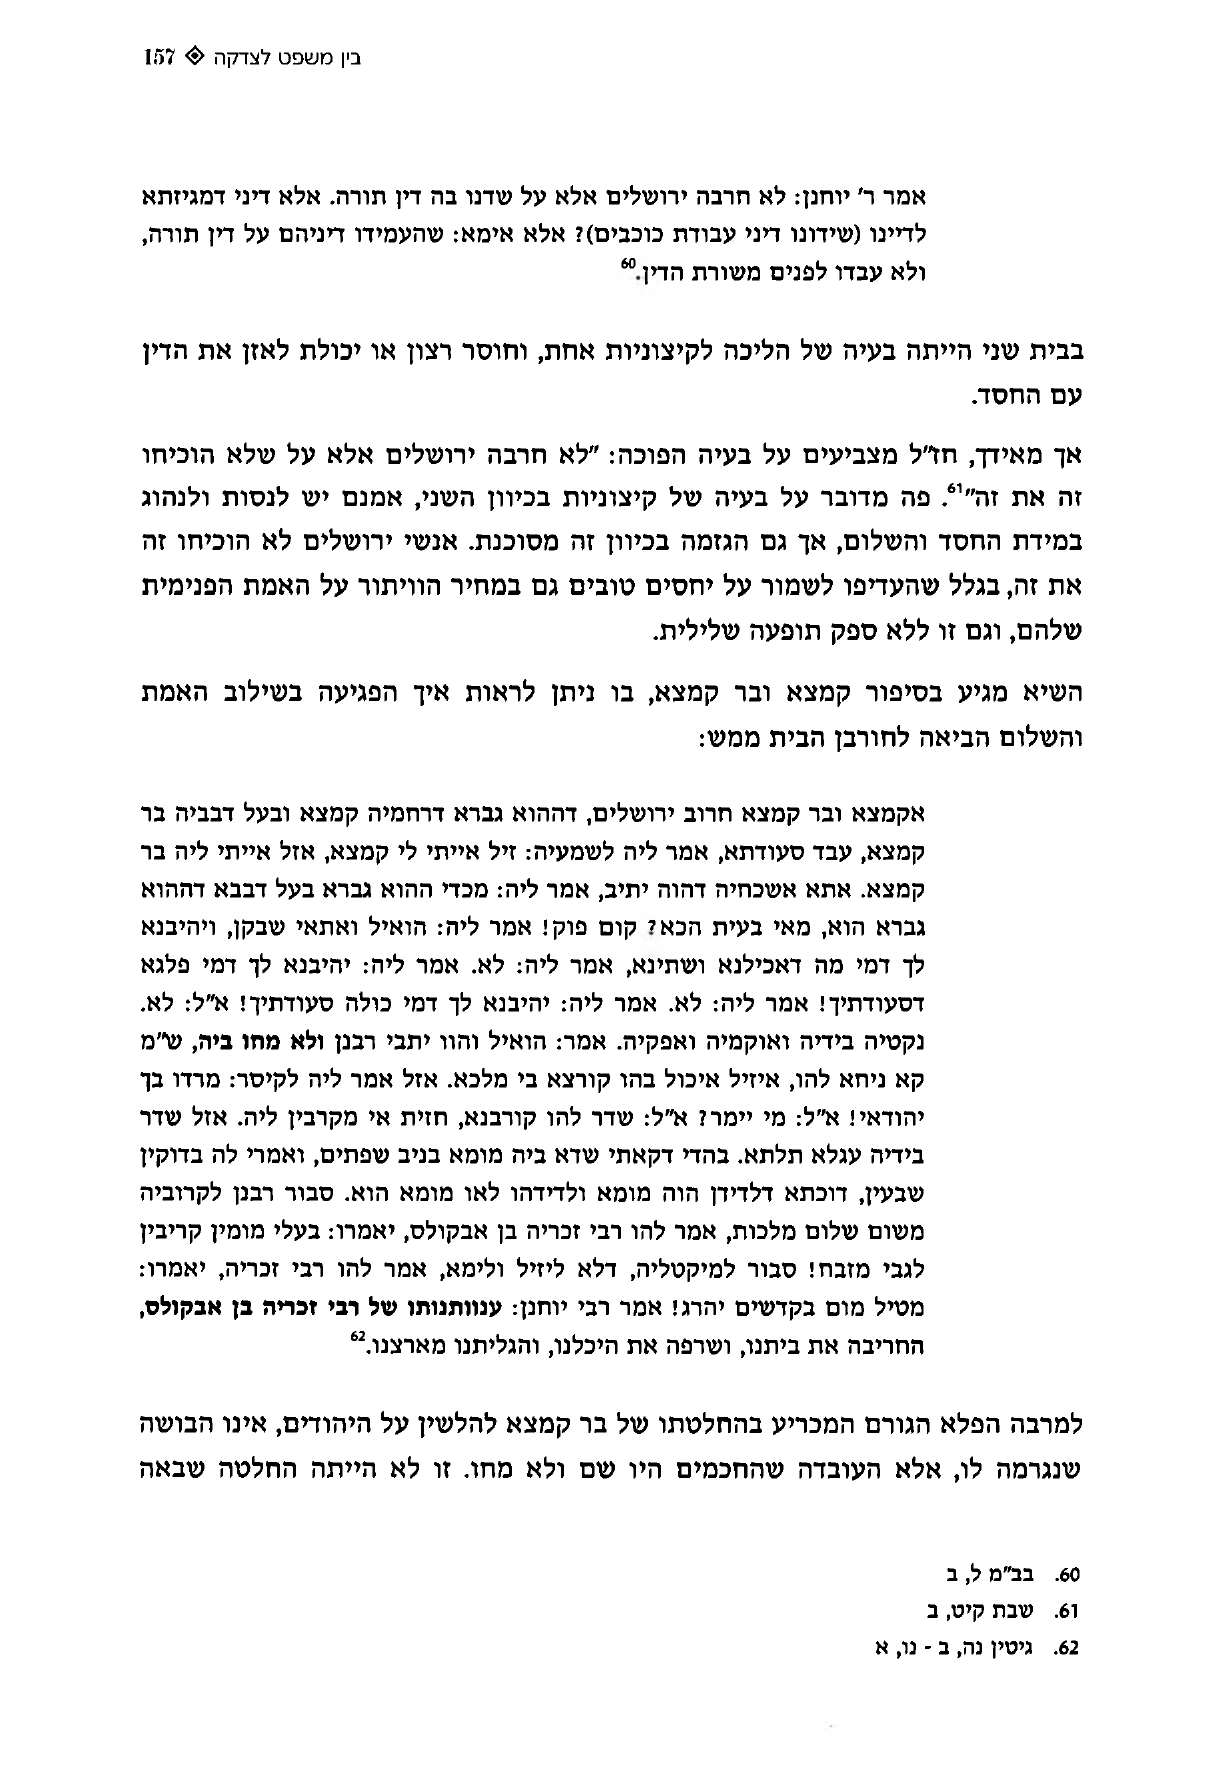 בין משפט לצדקה ◈ 157
אמר ר' יוחנן: לא חרבה ירושלים אלא על שדנו בה דין תורה. אלא דיני דמגיזתא
לדיינו (שידונו דיני עבודת כוכבים)? אלא אימא: שהעמידו דיניהם על דין תורה,
ולא עבדו לפנים משורת הדין.60
בבית שני הייתה בעיה של הליכה לקיצוניות אחת, וחוסר רצון או יכולת לאזן את הדין
עם החסד.
אך מאידך, חז"ל מצביעים על בעיה הפוכה: "לא חרבה ירושלים אלא על שלא הוכיחו
זה את זה"61. פה מדובר על בעיה של קיצוניות בכיוון השני, אמנם יש לנסות ולנהוג
במידת החסד והשלום, אך גם הגזמה בכיוון זה מסוכנת. אנשי ירושלים לא הוכיחו זה
את זה, בגלל שהעדיפו לשמור על יחסים טובים גם במחיר הוויתור על האמת הפנימית
שלהם, וגם זו ללא ספק תופעה שלילית.
השיא מגיע בסיפור קמצא ובר קמצא, בו ניתן לראות איך הפגיעה בשילוב האמת
והשלום הביאה לחורבן הבית ממש:
אקמצא ובר קמצא חרוב ירושלים, דההוא גברא דרחמיה קמצא ובעל דבביה בר
קמצא, עבד סעודתא, אמר ליה לשמעיה: זיל אייתי לי קמצא, אזל אייתי ליה בר
קמצא. אתא אשכחיה דהוה יתיב, אמר ליה: מכדי ההוא גברא בעל דבבא דההוא
גברא הוא, מאי בעית הכא? קום פוק! אמר ליה: הואיל ואתאי שבקן, ויהיבנא
לך דמי מה דאכילנא ושתינא, אמר ליה: לא. אמר ליה: יהיבנא לך דמי פלגא
דסעודתיך! אמר ליה: לא. אמר ליה: יהיבנא לך דמי כולה סעודתיך! א"ל: לא.
נקטיה בידיה ואוקמיה ואפקיה. אמר: הואיל והוו יתבי רבנן ולא מחו ביה, ש"מ
קא ניחא להו, איזיל איכול בהו קורצא בי מלכא. אזל אמר ליה לקיסר: מרדו בך
יהודאי! א"ל: מי יימר? א"ל: שדר להו קורבנא, חזית אי מקרבין ליה. אזל שדר
בידיה עגלא תלתא. בהדי דקאתי שדא ביה מומא בניב שפתים, ואמרי לה בדוקין
שבעין, דוכתא דלדידן הוה מומא ולדידהו לאו מומא הוא. סבור רבנן לקרוביה
משום שלום מלכות, אמר להו רבי זכריה בן אבקולס, יאמרו: בעלי מומין קריבין
לגבי מזבח! סבור למיקטליה, דלא ליזיל ולימא, אמר להו רבי זכריה, יאמרו:
מטיל מום בקדשים יהרג! אמר רבי יוחנן: ענוותנותו של רבי זכריה בן אבקולס,
החריבה את ביתנו, ושרפה את היכלנו, והגליתנו מארצנו.62
למרבה הפלא הגורם המכריע בהחלטתו של בר קמצא להלשין על היהודים, אינו הבושה
שנגרמה לו, אלא העובדה שהחכמים היו שם ולא מחו. זו לא הייתה החלטה שבאה
60. בב"מ ל, ב
61. שבת קיט, ב
62. גיטין נה, ב - נו, א